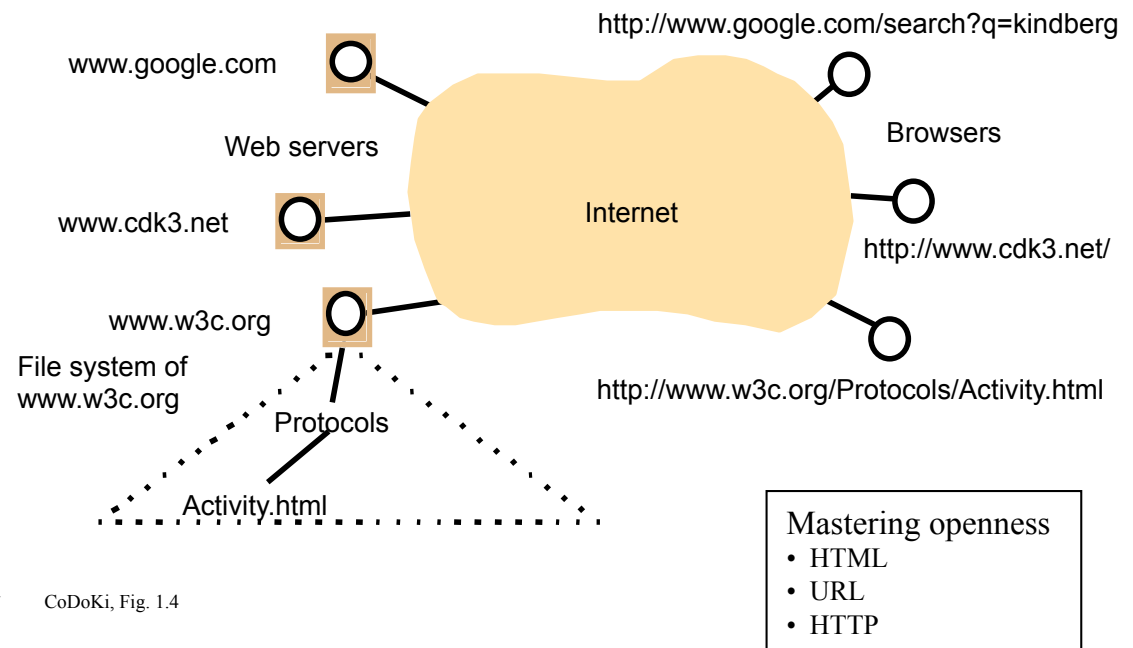 http://www.google.com/search?q=kindberg
www.google.com
Web servers
Browsers
www.cdk3.net
Internet
http://www.cdk3.net/
www.w3c.org
File system of
www.w3c.org
http://www.w3c.org/Protocols/Activity.html
Protocols
Activity.html
Mastering openness
• HTML
• URL
• HTTP
CoDoKi, Fig. 1.4